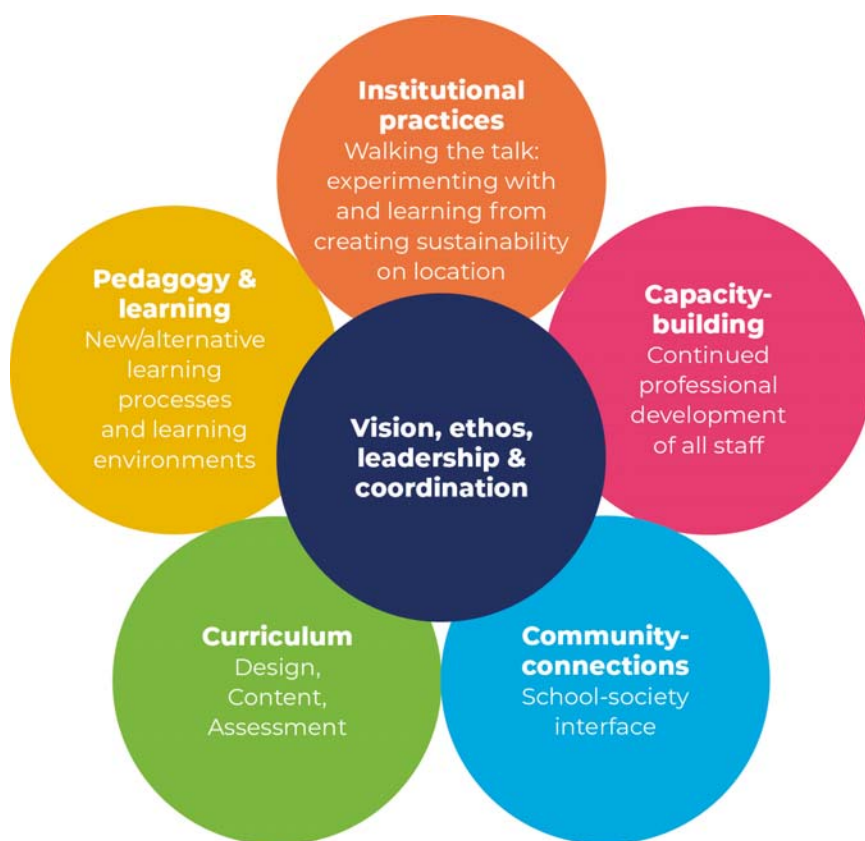 Institutional
practices
Walking the talk:
experimenting with
and learning from
creating sustainability
on location
Pedagogy &
learning
New/alternative
learning
processes
and learning
environments
Capacity-
building
Continued
professional
development
of all staff
Vision, ethos,
leadership &
coordination
Curriculum
Design,
Content,
Assessment
Community-
connections
School-society
interface